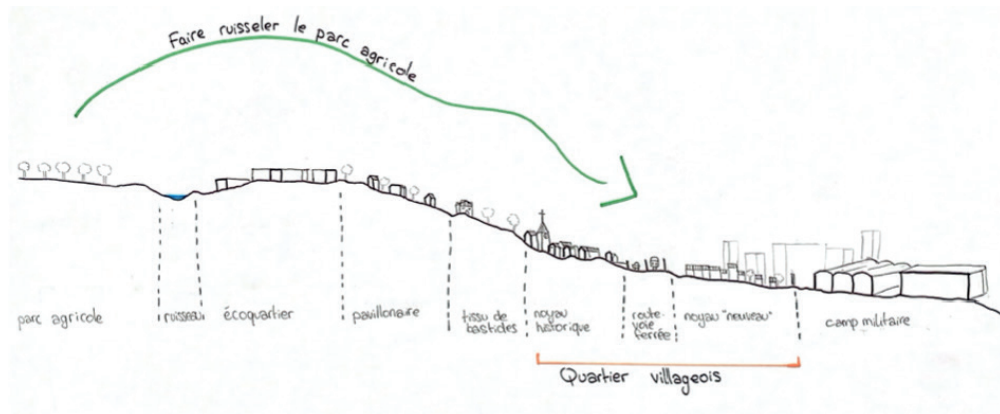 Faire ruisseler le parc agricole
parc agricole
ruisseau
écoquartier
pavillonaire
tissu de
bastides
noyau
historique
route-
voie
ferrée
noyau "nouveau"
camp militaire
Quartier villageois